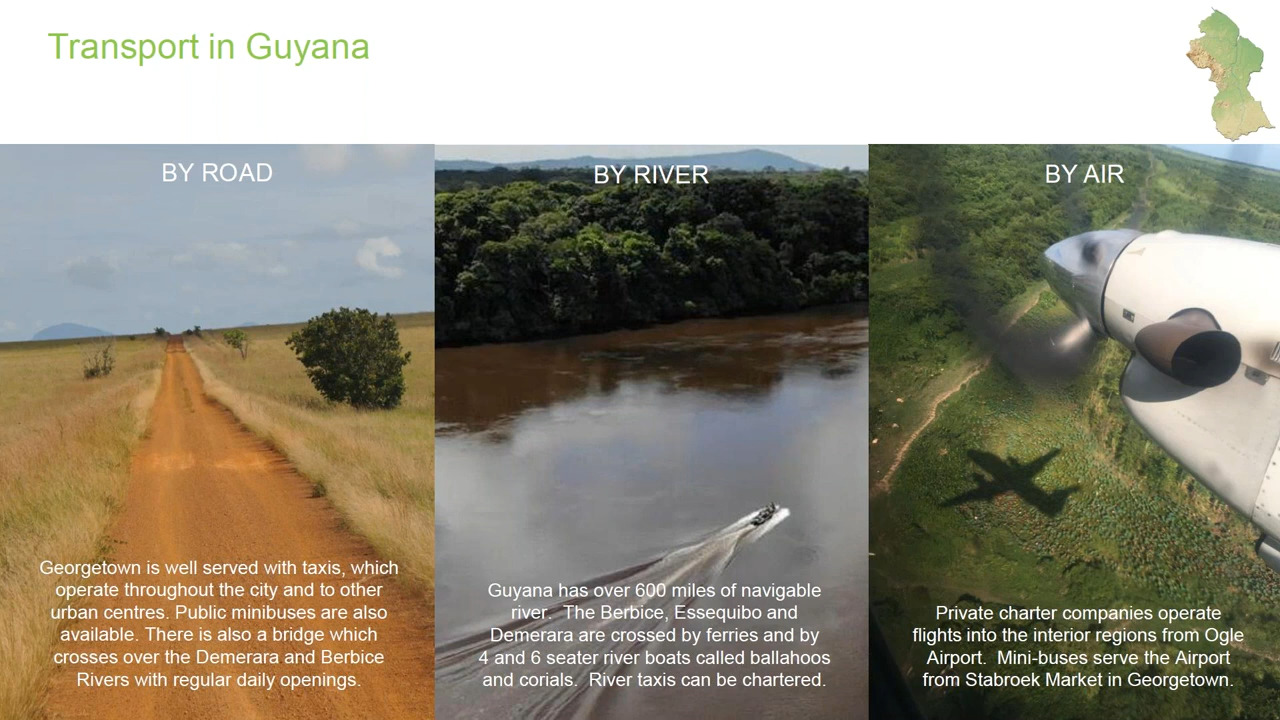 Transport in Guyana
BY ROAD
Georgetown is well served with taxis, which
operate throughout the city and to other
urban centres. Public minibuses are also
available. There is also a bridge which
crosses over the Demerara and Berbice
Rivers with regular daily openings.
BY RIVER
Guyana has over 600 miles of navigable
river.  The Berbice, Essequibo and
Demerara are crossed by ferries and by
4 and 6 seater river boats called ballahoos
and corials.  River taxis can be chartered.
BY AIR
Private charter companies operate
flights into the interior regions from Ogle
Airport.  Mini-buses serve the Airport
from Stabroek Market in Georgetown.